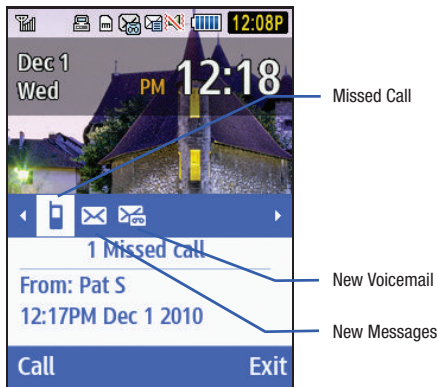 12:08P
Dec 1
Wed
PM 12:18
Missed Call
1 Missed call
From: Pat S
12:17PM Dec 1 2010
New Voicemail
New Messages
Call Exit